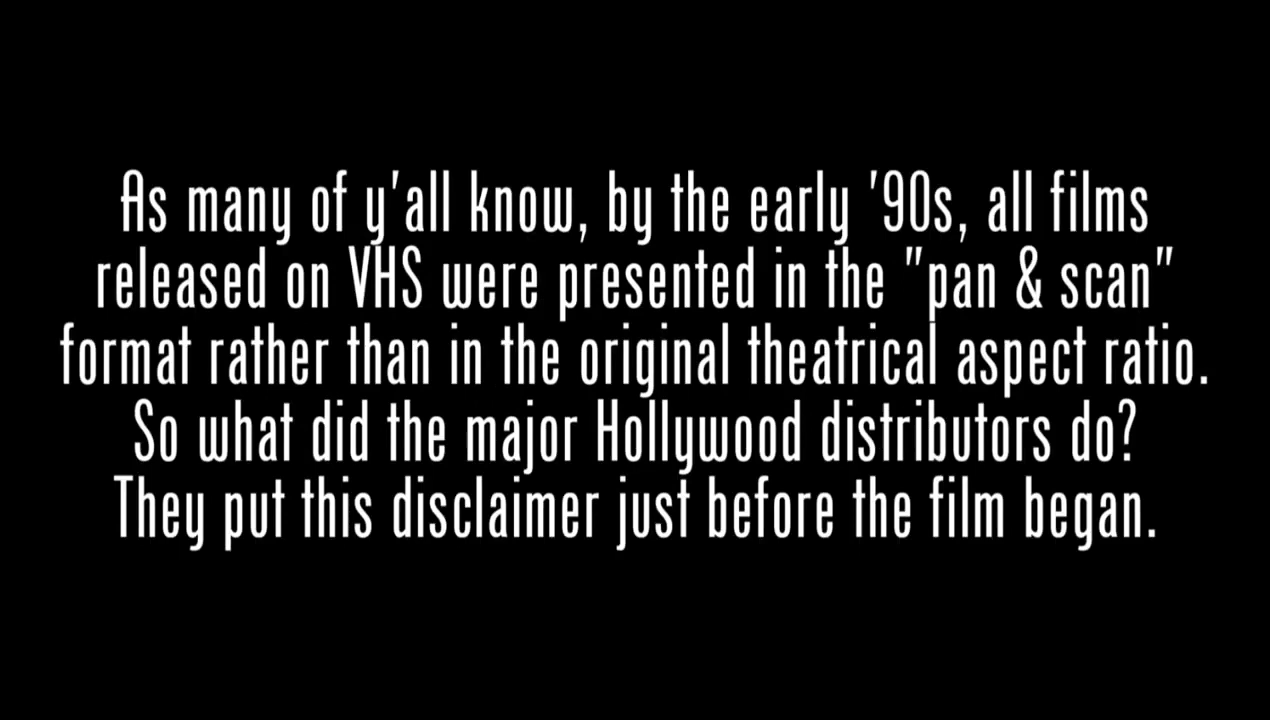 As many of y'all know, by the early '90s, all films
released on VHS were presented in the "pan & scan"
format rather than in the original theatrical aspect ratio.
So what did the major Hollywood distributors do?
They put this disclaimer just before the film began.